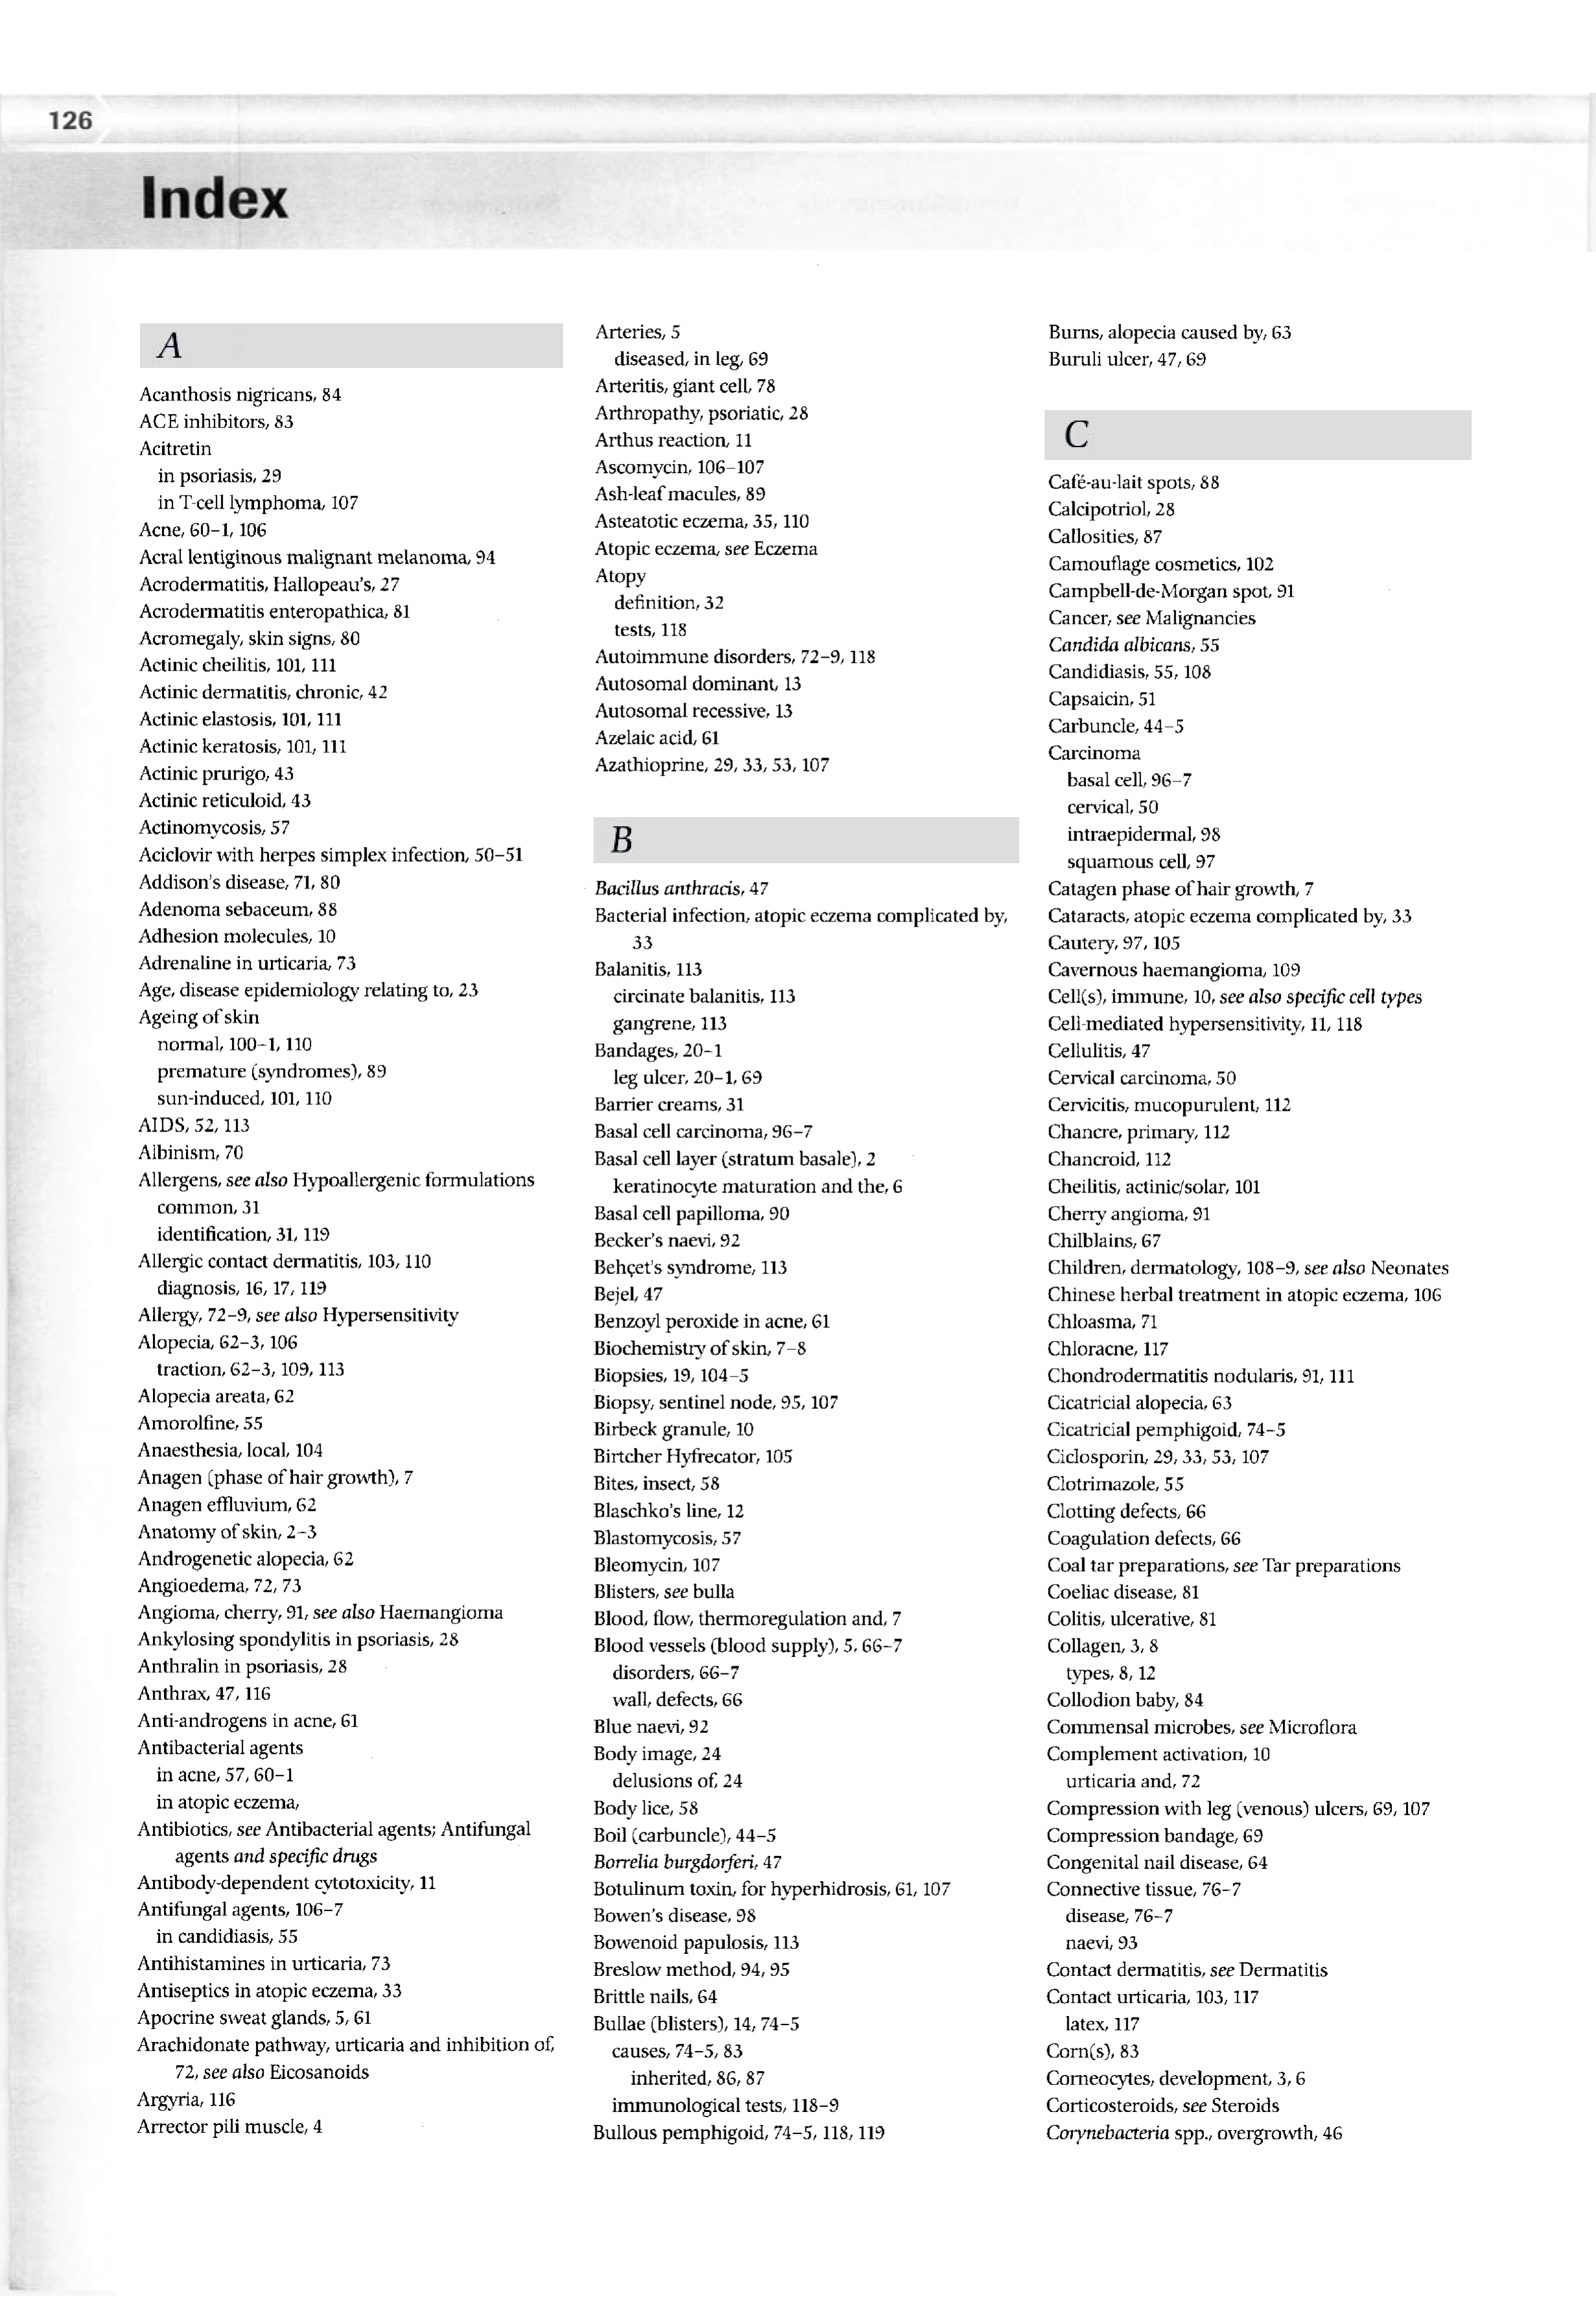 126
Index
A
Acanthosis nigricans, 84
ACE inhibitors, 83
Acitretin
in psoriasis, 29
in T-cell lymphoma, 107
Acne, 60–1, 106
Acral lentiginous malignant melanoma, 94
Acrodermatitis, Hallopeau's, 27
Acrodermatitis enteropathica, 81
Acromegaly, skin signs, 80
Actinic cheilitis, 101, 111
Actinic dermatitis, chronic, 42
Actinic elastosis, 101, 111
Actinic keratosis, 101, 111
Actinic prurigo, 43
Actinic reticuloid, 43
Actinomycosis, 57
Aciclovir with herpes simplex infection, 50–51
Addison's disease, 71, 80
Adenoma sebaceum, 88
Adhesion molecules, 10
Adrenaline in urticaria, 73
Age, disease epidemiology relating to, 23
Ageing of skin
normal, 100–1, 110
premature (syndromes), 89
sun-induced, 101, 110
AIDS, 52, 113
Albinism, 70
Allergens, see also Hypoallergenic formulations
common, 31
identification, 31, 119
Allergic contact dermatitis, 103, 110
diagnosis, 16, 17, 119
Allergy, 72–9, see also Hypersensitivity
Alopecia, 62–3, 106
traction, 62–3, 109, 113
Alopecia areata, 62
Amorolfine, 55
Anaesthesia, local, 104
Anagen (phase of hair growth), 7
Anagen effluvium, 62
Anatomy of skin, 2–3
Androgenetic alopecia, 62
Angioedema, 72, 73
Angioma, cherry, 91, see also Haemangioma
Ankylosing spondylitis in psoriasis, 28
Anthralin in psoriasis, 28
Anthrax, 47, 116
Anti-androgens in acne, 61
Antibacterial agents
in acne, 57, 60–1
in atopic eczema,
Antibiotics, see Antibacterial agents; Antifungal
agents and specific drugs
Antibody-dependent cytotoxicity, 11
Antifungal agents, 106–7
in candidiasis, 55
Antihistamines in urticaria, 73
Antiseptics in atopic eczema, 33
Apocrine sweat glands, 5, 61
Arachidonate pathway, urticaria and inhibition of,
72, see also Eicosanoids
Argyria, 116
Arrector pili muscle, 4
Arteries, 5
diseased, in leg, 69
Arteritis, giant cell, 78
Arthropathy, psoriatic, 28
Arthus reaction, 11
Ascomycin, 106–107
Ash-leaf macules, 89
Asteatotic eczema, 35, 110
Atopic eczema, see Eczema
Atopy
definition, 32
tests, 118
Autoimmune disorders, 72–9, 118
Autosomal dominant, 13
Autosomal recessive, 13
Azelaic acid, 61
Azathioprine, 29, 33, 53, 107
B
Bacillus anthracis, 47
Bacterial infection, atopic eczema complicated by,
33
Balanitis, 113
circinate balanitis, 113
gangrene, 113
Bandages, 20–1
leg ulcer, 20–1, 69
Barrier creams, 31
Basal cell carcinoma, 96–7
Basal cell layer (stratum basale), 2
keratinocyte maturation and the, 6
Basal cell papilloma, 90
Becker's naevi, 92
Behçet's syndrome, 113
Bejel, 47
Benzoyl peroxide in acne, 61
Biochemistry of skin, 7–8
Biopsies, 19, 104–5
Biopsy, sentinel node, 95, 107
Birbeck granule, 10
Birtcher Hyfrecator, 105
Bites, insect, 58
Blaschko's line, 12
Blastomycosis, 57
Bleomycin, 107
Blisters, see bulla
Blood, flow, thermoregulation and, 7
Blood vessels (blood supply), 5, 66–7
disorders, 66–7
wall, defects, 66
Blue naevi, 92
Body image, 24
delusions of, 24
Body lice, 58
Boil (carbuncle), 44–5
Borrelia burgdorferi, 47
Botulinum toxin, for hyperhidrosis, 61, 107
Bowen's disease, 98
Bowenoid papulosis, 113
Breslow method, 94, 95
Brittle nails, 64
Bullae (blisters), 14, 74–5
causes, 74–5, 83
inherited, 86, 87
immunological tests, 118–9
Bullous pemphigoid, 74–5, 118, 119
Burns, alopecia caused by, 63
Buruli ulcer, 47, 69
C
Café-au-lait spots, 88
Calcipotriol, 28
Callosities, 87
Camouflage cosmetics, 102
Campbell-de-Morgan spot, 91
Cancer, see Malignancies
Candida albicans, 55
Candidiasis, 55, 108
Capsaicin, 51
Carbuncle, 44–5
Carcinoma
basal cell, 96–7
cervical, 50
intraepidermal, 98
squamous cell, 97
Catagen phase of hair growth, 7
Cataracts, atopic eczema complicated by, 33
Cautery, 97, 105
Cavernous haemangioma, 109
Cell(s), immune, 10, see also specific cell types
Cell-mediated hypersensitivity, 11, 118
Cellulitis, 47
Cervical carcinoma, 50
Cervicitis, mucopurulent, 112
Chancre, primary, 112
Chancroid, 112
Cheilitis, actinic/solar, 101
Cherry angioma, 91
Chilblains, 67
Children, dermatology, 108–9, see also Neonates
Chinese herbal treatment in atopic eczema, 106
Chloasma, 71
Chloracne, 117
Chondrodermatitis nodularis, 91, 111
Cicatricial alopecia, 63
Cicatricial pemphigoid, 74–5
Ciclosporin, 29, 33, 53, 107
Clotrimazole, 55
Clotting defects, 66
Coagulation defects, 66
Coal tar preparations, see Tar preparations
Coeliac disease, 81
Colitis, ulcerative, 81
Collagen, 3, 8
types, 8, 12
Collodion baby, 84
Commensal microbes, see Microflora
Complement activation, 10
urticaria and, 72
Compression with leg (venous) ulcers, 69, 107
Compression bandage, 69
Congenital nail disease, 64
Connective tissue, 76–7
disease, 76–7
naevi, 93
Contact dermatitis, see Dermatitis
Contact urticaria, 103, 117
latex, 117
Corn(s), 83
Corneocytes, development, 3, 6
Corticosteroids, see Steroids
Corynebacteria spp., overgrowth, 46